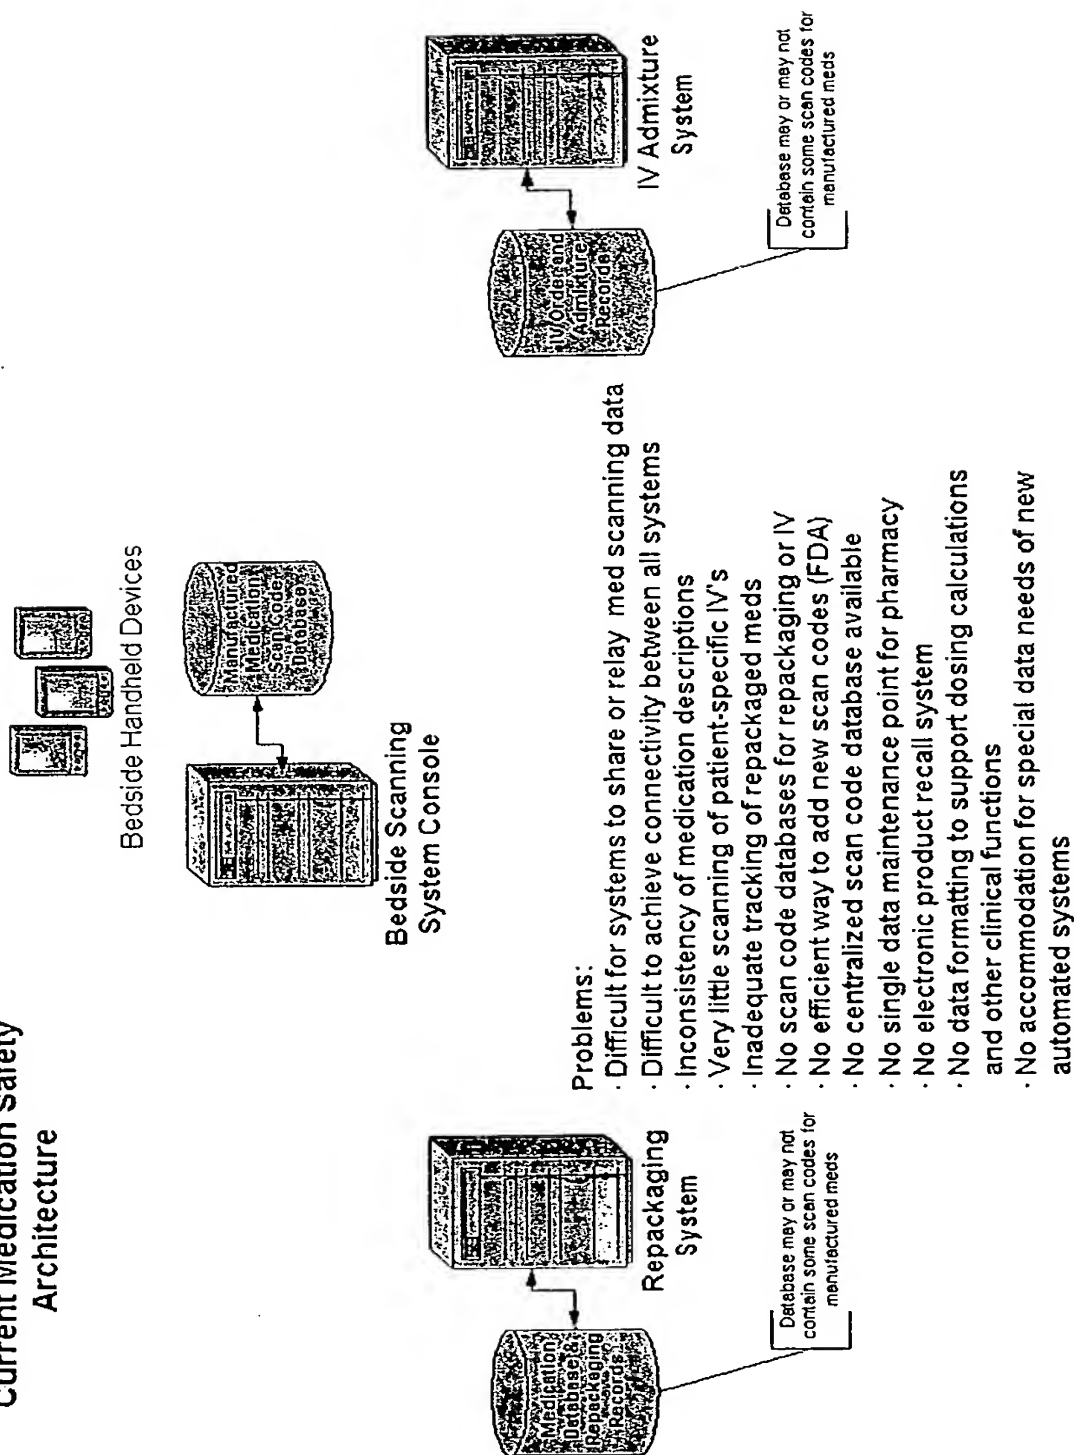 Current Medication Safety
Architecture
Bedside Handheld Devices
Manufactured
Medication
Scan Code
Database
Bedside Scanning
System Console
Medication
Database &
Repackaging
Records
Repackaging
System
Database may or may not
contain some scan codes for
manufactured meds
IV Order and
Admixture
Records
IV Admixture
System
Database may or may not
contain some scan codes for
manufactured meds
Problems:
· Difficult for systems to share or relay med scanning data
· Difficult to achieve connectivity between all systems
· Inconsistency of medication descriptions
· Very little scanning of patient-specific IV's
· Inadequate tracking of repackaged meds
· No scan code databases for repackaging or IV
· No efficient way to add new scan codes (FDA)
· No centralized scan code database available
· No single data maintenance point for pharmacy
· No electronic product recall system
· No data formatting to support dosing calculations
and other clinical functions
· No accommodation for special data needs of new
automated systems